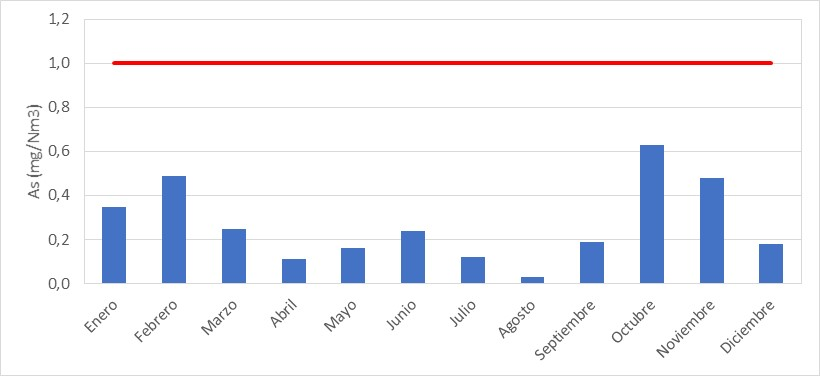 1,2
1,0
0,8
0,6
0,4
0,2
0,0
As (mg/Nm3)
Enero
Febrero
Marzo
Abril
Mayo
Junio
Julio
Agosto
Septiembre
Octubre
Noviembre
Diciembre